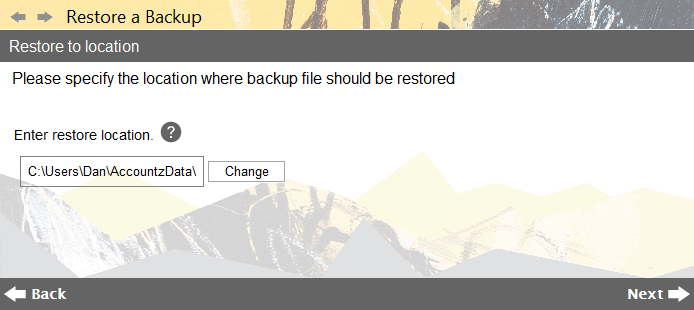 Restore a Backup
Restore to location
Please specify the location where backup file should be restored
Enter restore location. ?
C:\Users\Dan\AccountzData\ Change
Back Next